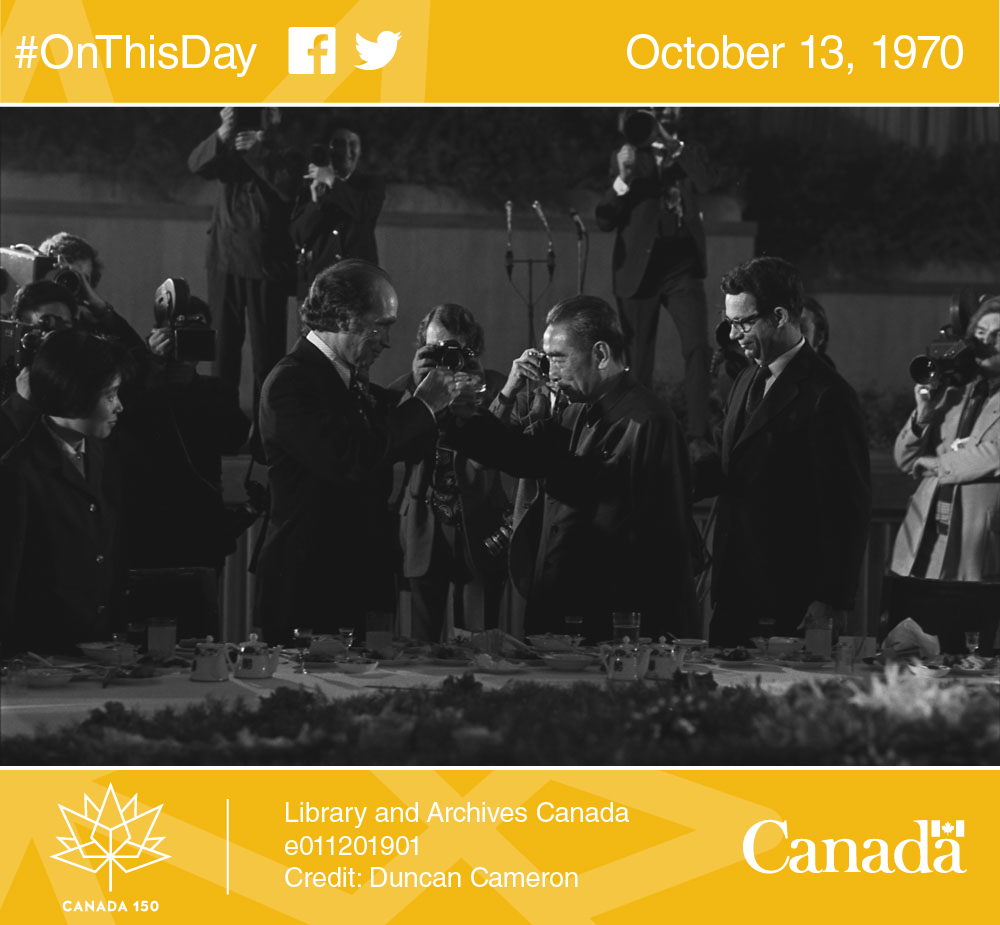 #OnThisDay
October 13, 1970
Library and Archives Canada
e011201901
Credit: Duncan Cameron
CANADA 150
Canada